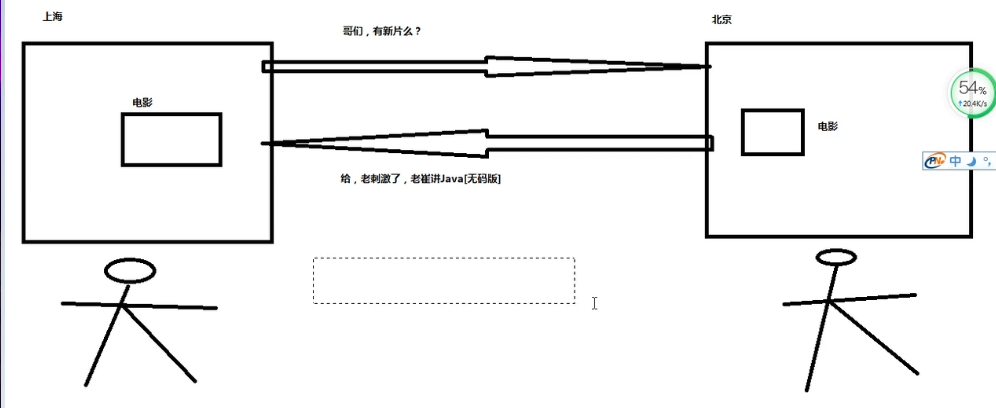 上海
哥们，有新片么？
北京
电影
电影
给，老刺激了，老崔讲Java[无码版]
54%
↑20.4K/s
中